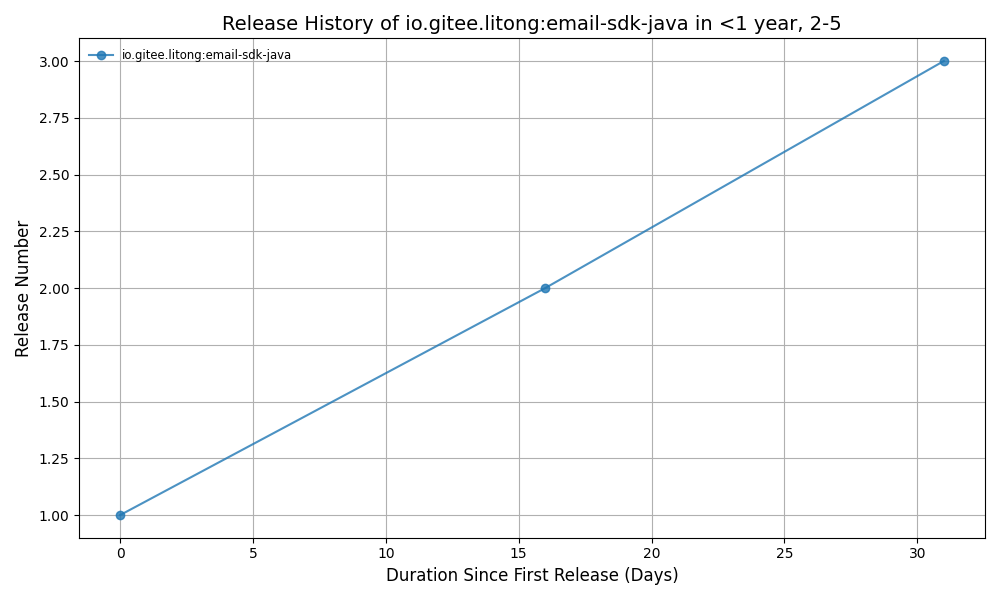 Release History of io.gitee.litong:email-sdk-java in <1 year, 2-5
io.gitee.litong:email-sdk-java
Release Number
3.00
2.75
2.50
2.25
2.00
1.75
1.50
1.25
1.00
0 5 10 15 20 25 30
Duration Since First Release (Days)